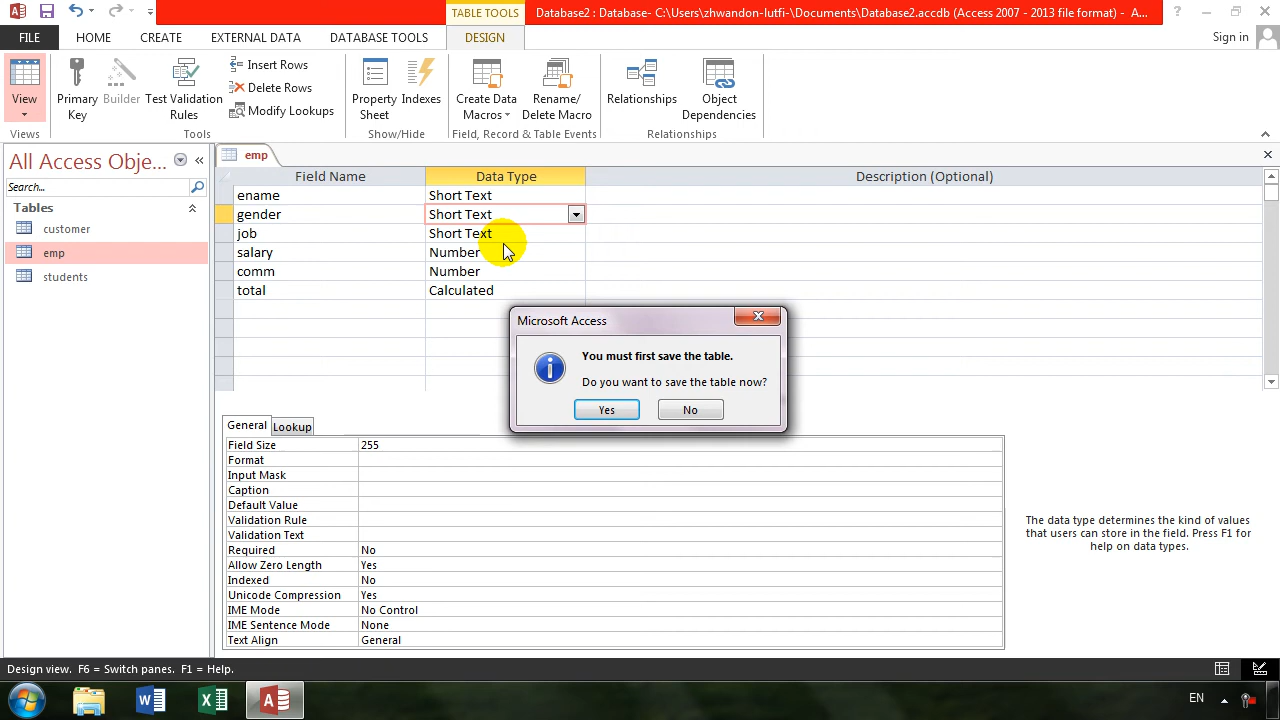 TABLE TOOLS
Database2 : Database- C:\Users\zhwandon-lutfi-\Documents\Database2.accdb (Access 2007 - 2013 file format) - A...
FILE HOME CREATE EXTERNAL DATA DATABASE TOOLS DESIGN
Sign in
View
Primary Key
Builder
Test Validation Rules
Insert Rows
Delete Rows
Modify Lookups
Property Sheet
Indexes
Create Data Macros
Rename/ Delete Macro
Relationships
Object Dependencies
Views Tools Show/Hide Field, Record & Table Events Relationships
All Access Obje...
Search...
Tables
customer
emp
students
emp
Field Name Data Type Description (Optional)
ename Short Text
gender Short Text
job Short Text
salary Number
comm Number
total Calculated
Microsoft Access
You must first save the table.
Do you want to save the table now?
Yes No
General Lookup
Field Size 255
Format
Input Mask
Caption
Default Value
Validation Rule
Validation Text
Required No
Allow Zero Length Yes
Indexed No
Unicode Compression Yes
IME Mode No Control
IME Sentence Mode None
Text Align General
The data type determines the kind of values
that users can store in the field. Press F1 for
help on data types.
Design view. F6 = Switch panes. F1 = Help.
EN